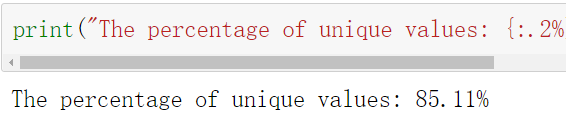 print("The percentage of unique values: {:.2%
The percentage of unique values: 85.11%